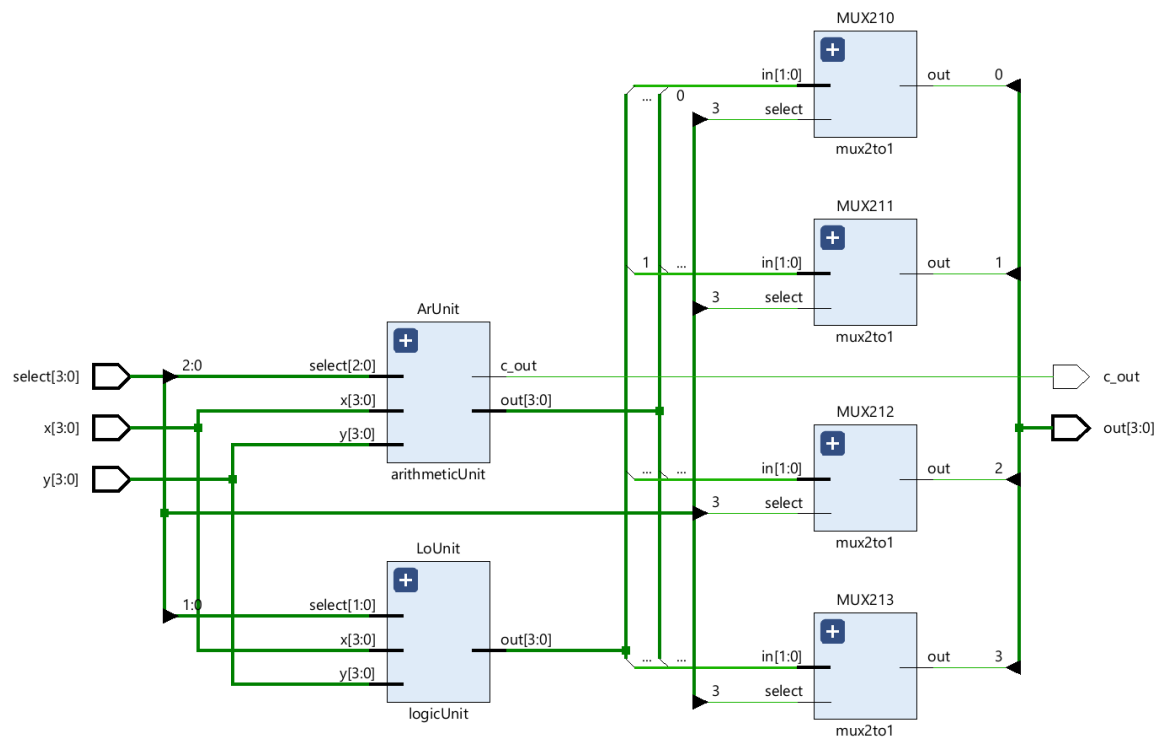 MUX210
in[1:0]
out
0
... 0
3
select
mux2to1
MUX211
1 ...
in[1:0]
out
1
3
select
mux2to1
ArUnit
select[3:0]
2:0
select[2:0]
c_out
c_out
x[3:0]
x[3:0]
out[3:0]
MUX212
out[3:0]
y[3:0]
y[3:0]
arithmeticUnit
... ...
in[1:0]
out
2
3
select
mux2to1
LoUnit
1:0
select[1:0]
MUX213
x[3:0]
out[3:0]
... ...
in[1:0]
out
3
y[3:0]
3
select
logicUnit
mux2to1